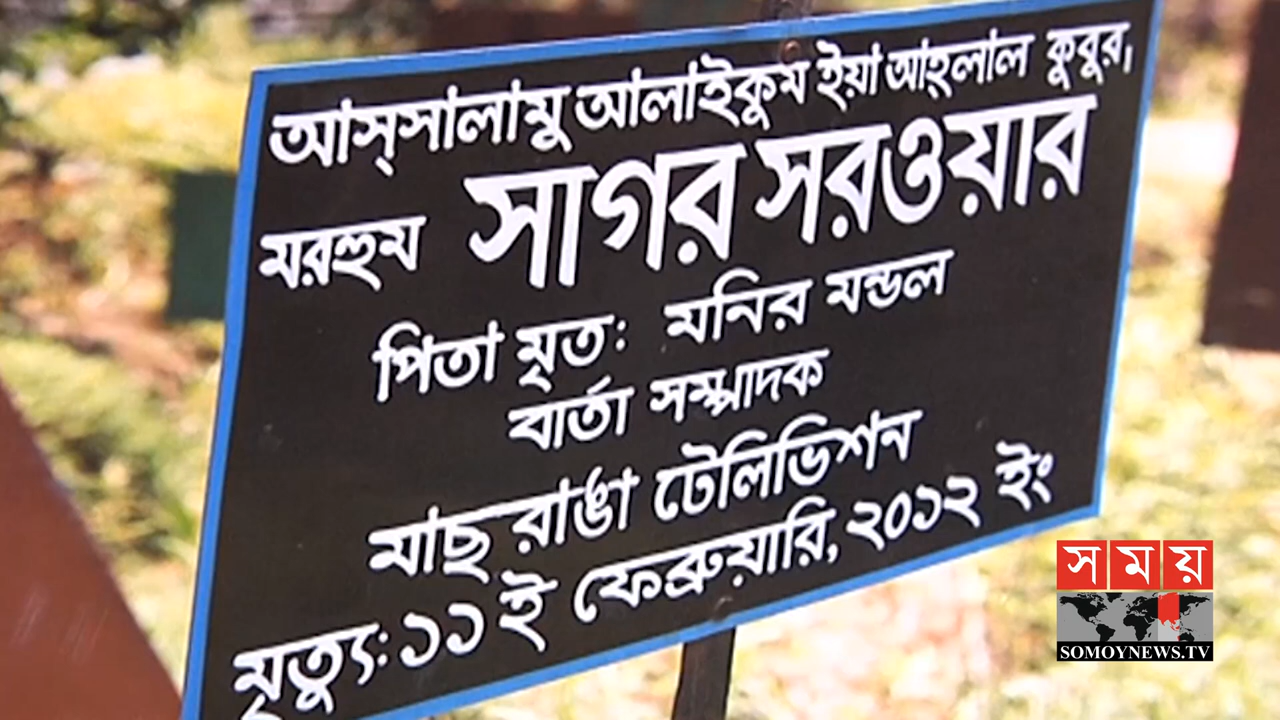 আস্সালামু আলাইকুম ইয়া আহ্লাল কুবুর,
মরহুম সাগর সরওয়ার
পিতা মৃত: মনির মন্ডল
বার্তা সম্পাদক
মাছরাঙা টেলিভিশন
মৃত্যু: ১১ ই ফেব্রুয়ারি, ২০১২ ইং
সময়
SOMOYNEWS.TV